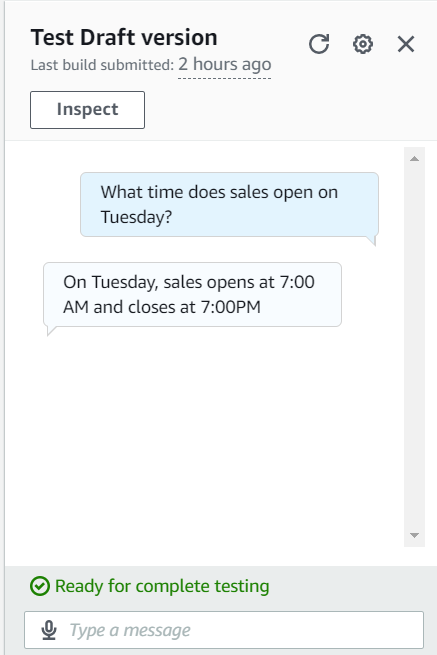 Test Draft version
Last build submitted: 2 hours ago
Inspect
What time does sales open on
Tuesday?
On Tuesday, sales opens at 7:00
AM and closes at 7:00PM
Ready for complete testing
Type a message